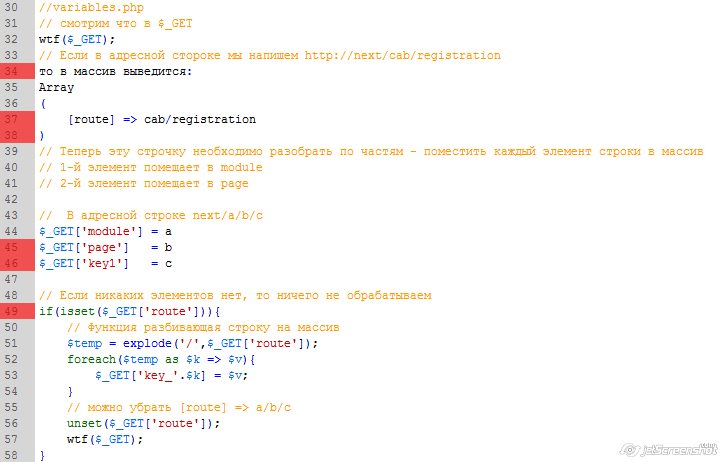 30 //variables.php
31 // смотрим что в $_GET
32 wtf($_GET);
33 // Если в адресной стороке мы напишем http://next/cab/registration
34 то в массив выведится:
35 Array
36 (
37 [route] => cab/registration
38 )
39 // Теперь эту строчку необходимо разобрать по частям - поместить каждый элемент строки в массив
40 // 1-й элемент помещает в module
41 // 2-й элемент помещает в page
42
43 // В адресной строке next/a/b/c
44 $_GET['module'] = a
45 $_GET['page'] = b
46 $_GET['key1'] = c
47
48 // Если никаких элементов нет, то ничего не обрабатываем
49 if(isset($_GET['route'])){
50 // Функция разбивающая строку на массив
51 $temp = explode('/',$_GET['route']);
52 foreach($temp as $k => $v){
53 $_GET['key_'.$k] = $v;
54 }
55 // можно убрать [route] => a/b/c
56 unset($_GET['route']);
57 wtf($_GET);
58 }
jetScreenshot